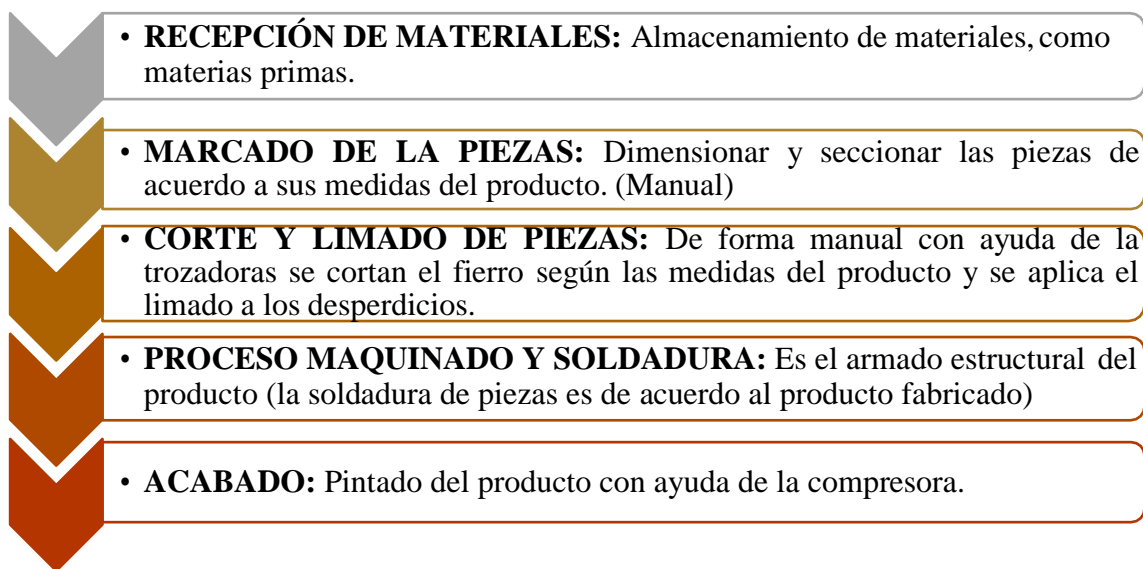 • RECEPCIÓN DE MATERIALES: Almacenamiento de materiales, como
materias primas.
• MARCADO DE LA PIEZAS: Dimensionar y seccionar las piezas de
acuerdo a sus medidas del producto. (Manual)
• CORTE Y LIMADO DE PIEZAS: De forma manual con ayuda de la
trozadoras se cortan el fierro según las medidas del producto y se aplica el
limado a los desperdicios.
• PROCESO MAQUINADO Y SOLDADURA: Es el armado estructural del
producto (la soldadura de piezas es de acuerdo al producto fabricado)
• ACABADO: Pintado del producto con ayuda de la compresora.